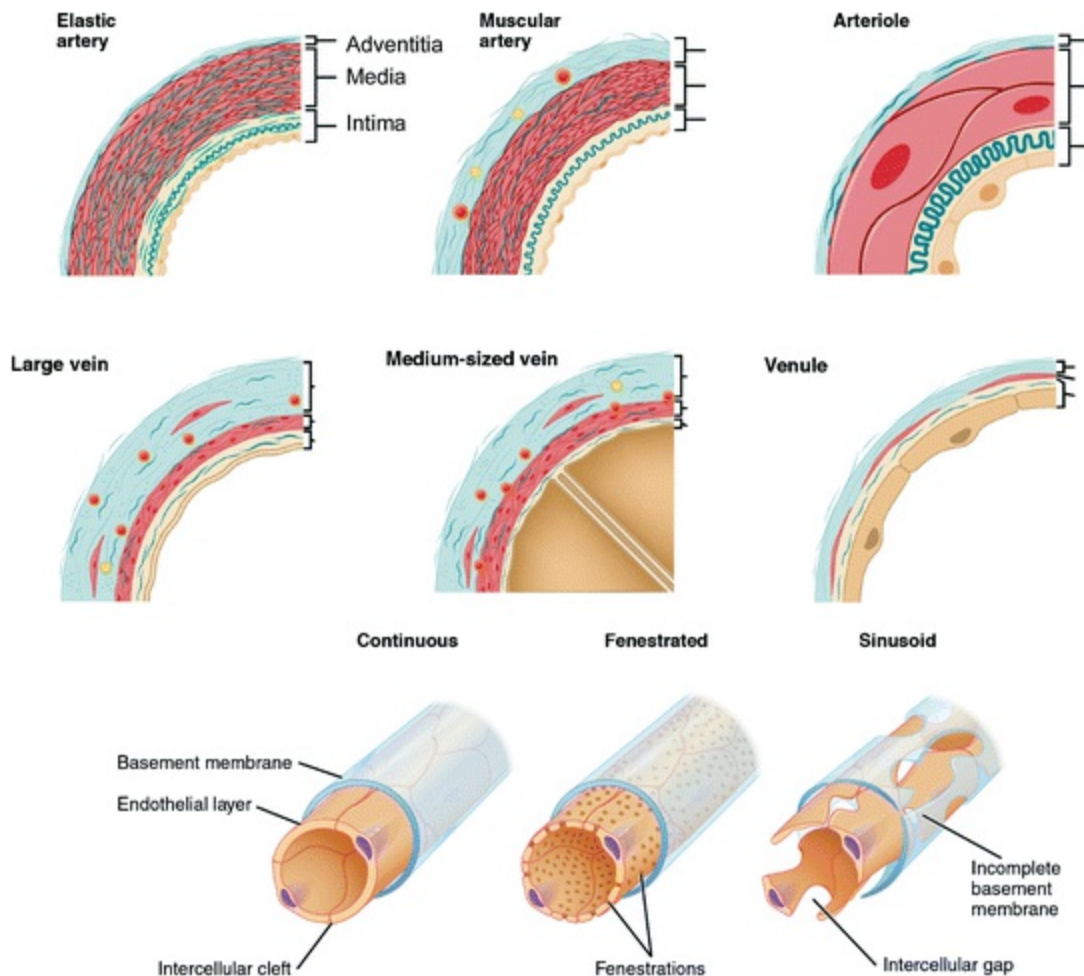 Elastic
artery
Adventitia
Media
Intima
Muscular
artery
Arteriole
Large vein
Medium-sized vein
Venule
Continuous
Fenestrated
Sinusoid
Basement membrane
Endothelial layer
Intercellular cleft
Fenestrations
Incomplete
basement
membrane
Intercellular gap